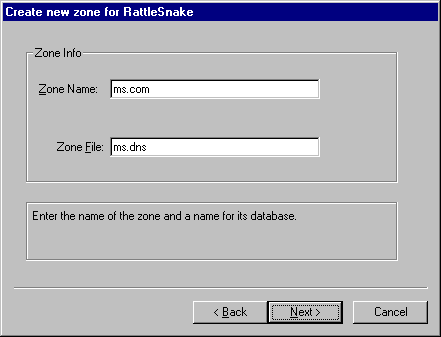 Create new zone for RattleSnake
Zone Info
Zone Name: ms.com
Zone File: ms.dns
Enter the name of the zone and a name for its database.
< Back Next > Cancel